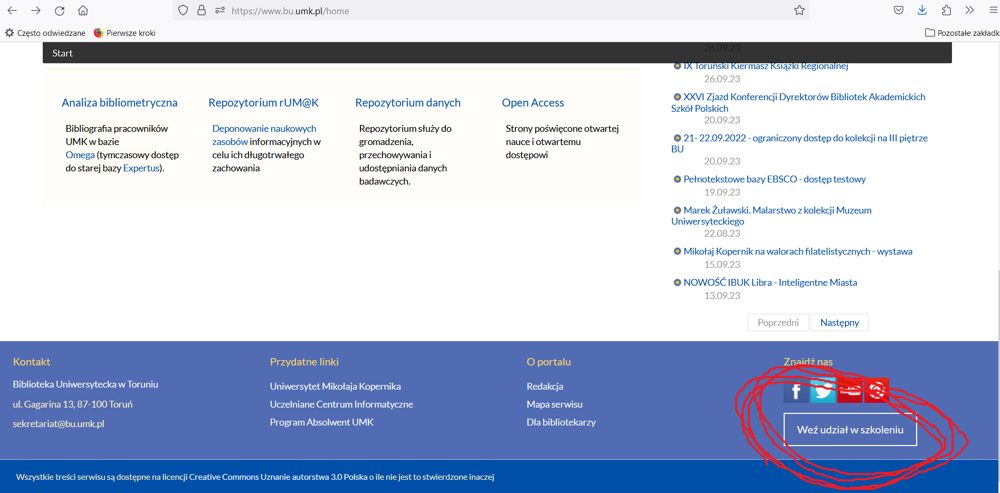 https://www.bu.umk.pl/home
Często odwiedzane
Pierwsze kroki
Pozostałe zakładk
Start
Analiza bibliometryczna
Bibliografia pracowników
UMK w bazie
Omega (tymczasowy dostęp
do starej bazy Expertus).
Repozytorium rUM@K
Deponowanie naukowych
zasobów informacyjnych w
celu ich długotrwałego
zachowania
Repozytorium danych
Repozytorium służy do
gromadzenia,
przechowywania i
udostępniania danych
badawczych.
Open Access
Strony poświęcone otwartej
nauce i otwartemu
dostępowi
26.09.23
IX Toruński Kiermasz Książki Regionalnej
26.09.23
XXVI Zjazd Konferencji Dyrektorów Bibliotek Akademickich
Szkół Polskich
20.09.23
21- 22.09.2022 - ograniczony dostęp do kolekcji na III piętrze
BU
20.09.23
Pełnotekstowe bazy EBSCO - dostęp testowy
19.09.23
Marek Żuławski. Malarstwo z kolekcji Muzeum
Uniwersyteckiego
22.08.23
Mikołaj Kopernik na walorach filatelistycznych - wystawa
15.09.23
NOWOŚĆ IBUK Libra - Inteligentne Miasta
13.09.23
Poprzedni
Następny
Kontakt
Biblioteka Uniwersytecka w Toruniu
ul. Gagarina 13, 87-100 Toruń
sekretariat@bu.umk.pl
Przydatne linki
Uniwersytet Mikołaja Kopernika
Uczelniane Centrum Informatyczne
Program Absolwent UMK
O portalu
Redakcja
Mapa serwisu
Dla bibliotekarzy
Znajdź nas
YouTube
Weź udział w szkoleniu
Wszystkie treści serwisu są dostępne na licencji Creative Commons Uznanie autorstwa 3.0 Polska o ile nie jest to stwierdzone inaczej